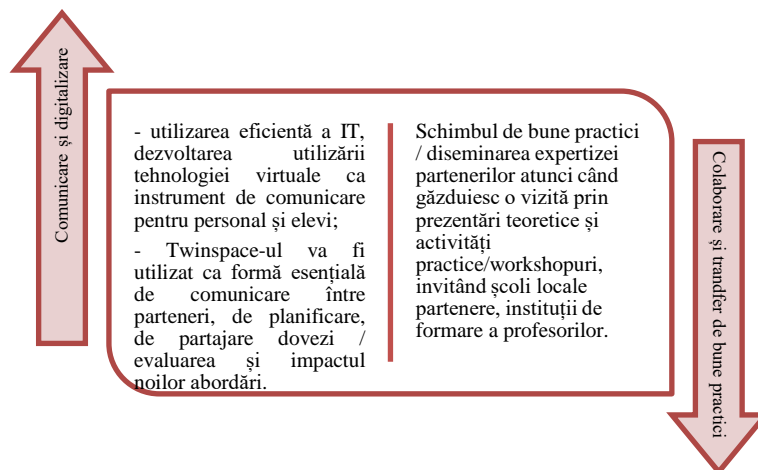 Comunicare și digitalizare
- utilizarea eficientă a IT,
dezvoltarea utilizării
tehnologiei virtuale ca
instrument de comunicare
pentru personal și elevi;
- Twinspace-ul va fi
utilizat ca formă esențială
de comunicare între
parteneri, de planificare,
de partajare dovezi /
evaluarea și impactul
noilor abordări.
Schimbul de bune practici
/ diseminarea expertizei
partenerilor atunci când
găzduiesc o vizită prin
prezentări teoretice și
activități
practice/workshopuri,
invitând școli locale
partenere, instituții de
formare a profesorilor.
Colaborare și trandfer de bune practici